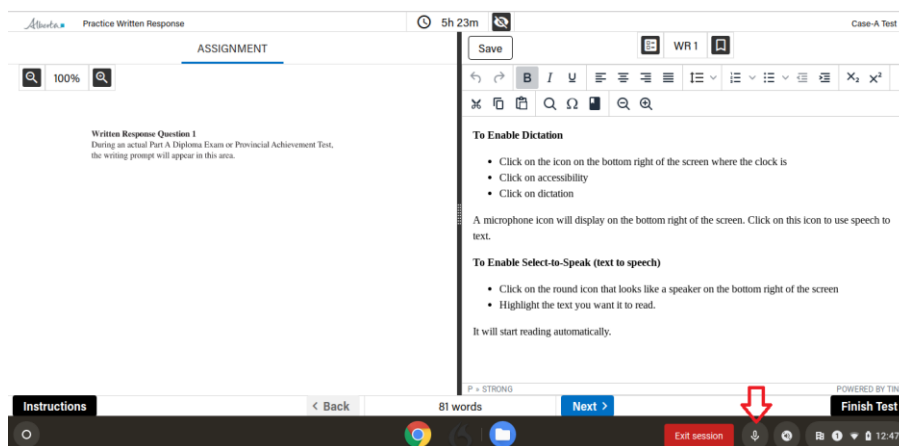 Alberta Practice Written Response 5h 23m Case-A Test
ASSIGNMENT
Save WR 1
100%
B I U X₂ X²
Ω
Written Response Question 1
During an actual Part A Diploma Exam or Provincial Achievement Test,
the writing prompt will appear in this area.
To Enable Dictation
• Click on the icon on the bottom right of the screen where the clock is
• Click on accessibility
• Click on dictation
A microphone icon will display on the bottom right of the screen. Click on this icon to use speech to
text.
To Enable Select-to-Speak (text to speech)
• Click on the round icon that looks like a speaker on the bottom right of the screen
• Highlight the text you want it to read.
It will start reading automatically.
P » STRONG POWERED BY TIN
Instructions < Back 81 words Next > Finish Test
Exit session 1 12:47